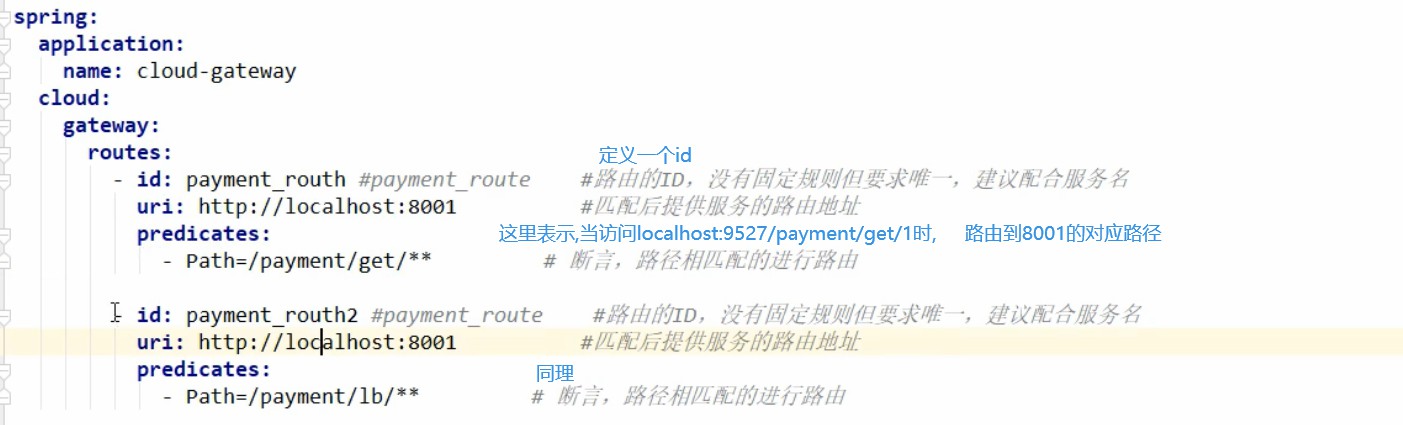 spring:
application:
name: cloud-gateway
cloud:
gateway:
routes:
定义一个id
- id: payment_routh #payment_route #路由的ID，没有固定规则但要求唯一，建议配合服务名
uri: http://localhost:8001 #匹配后提供服务的路由地址
predicates: 这里表示,当访问localhost:9527/payment/get/1时, 路由到8001的对应路径
- Path=/payment/get/** # 断言，路径相匹配的进行路由
- id: payment_routh2 #payment_route #路由的ID，没有固定规则但要求唯一，建议配合服务名
uri: http://localhost:8001 #匹配后提供服务的路由地址
predicates: 同理
- Path=/payment/lb/** # 断言，路径相匹配的进行路由